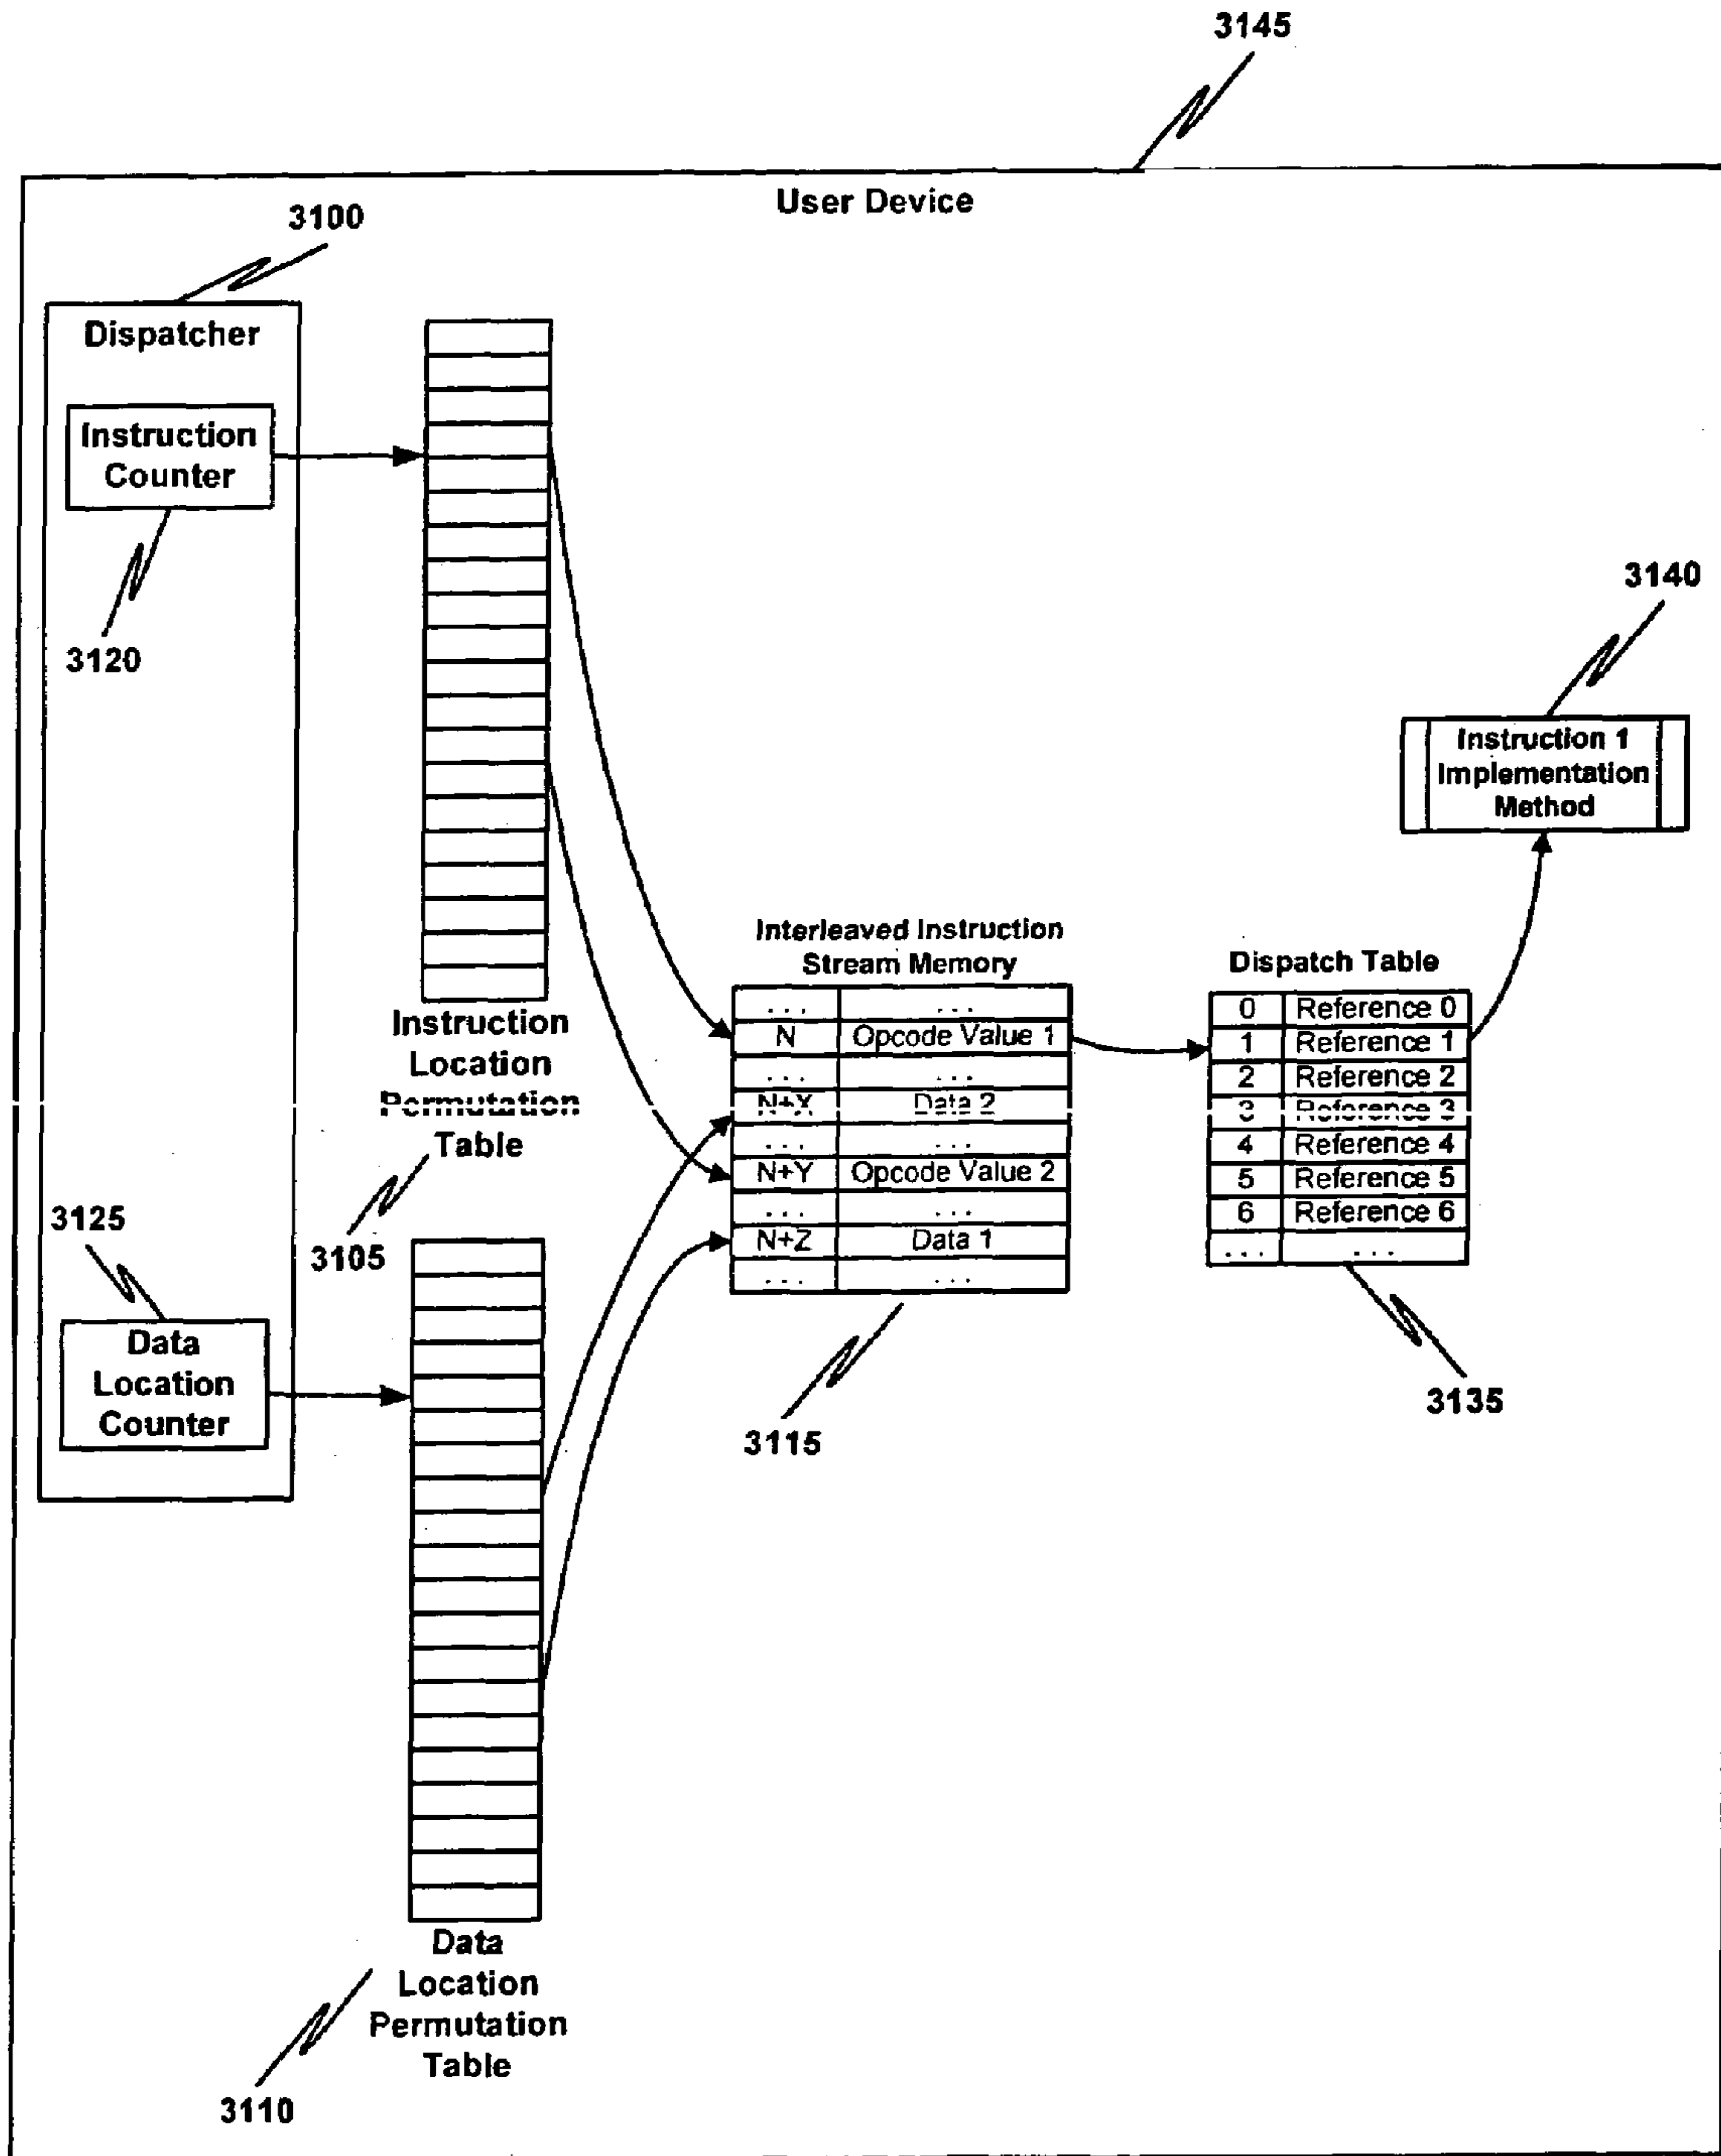 3145
User Device
3100
Dispatcher
Instruction
Counter
3120
3140
Instruction 1
Implementation
Method
Interleaved Instruction
Stream Memory
Dispatch Table
... ...
N Opcode Value 1
... ...
N+X Data 2
... ...
N+Y Opcode Value 2
... ...
N+Z Data 1
... ...
0 Reference 0
1 Reference 1
2 Reference 2
3 Reference 3
4 Reference 4
5 Reference 5
6 Reference 6
... ...
Instruction
Location
Permutation
Table
3105
3125
Data
Location
Counter
3115
3135
Data
Location
Permutation
Table
3110